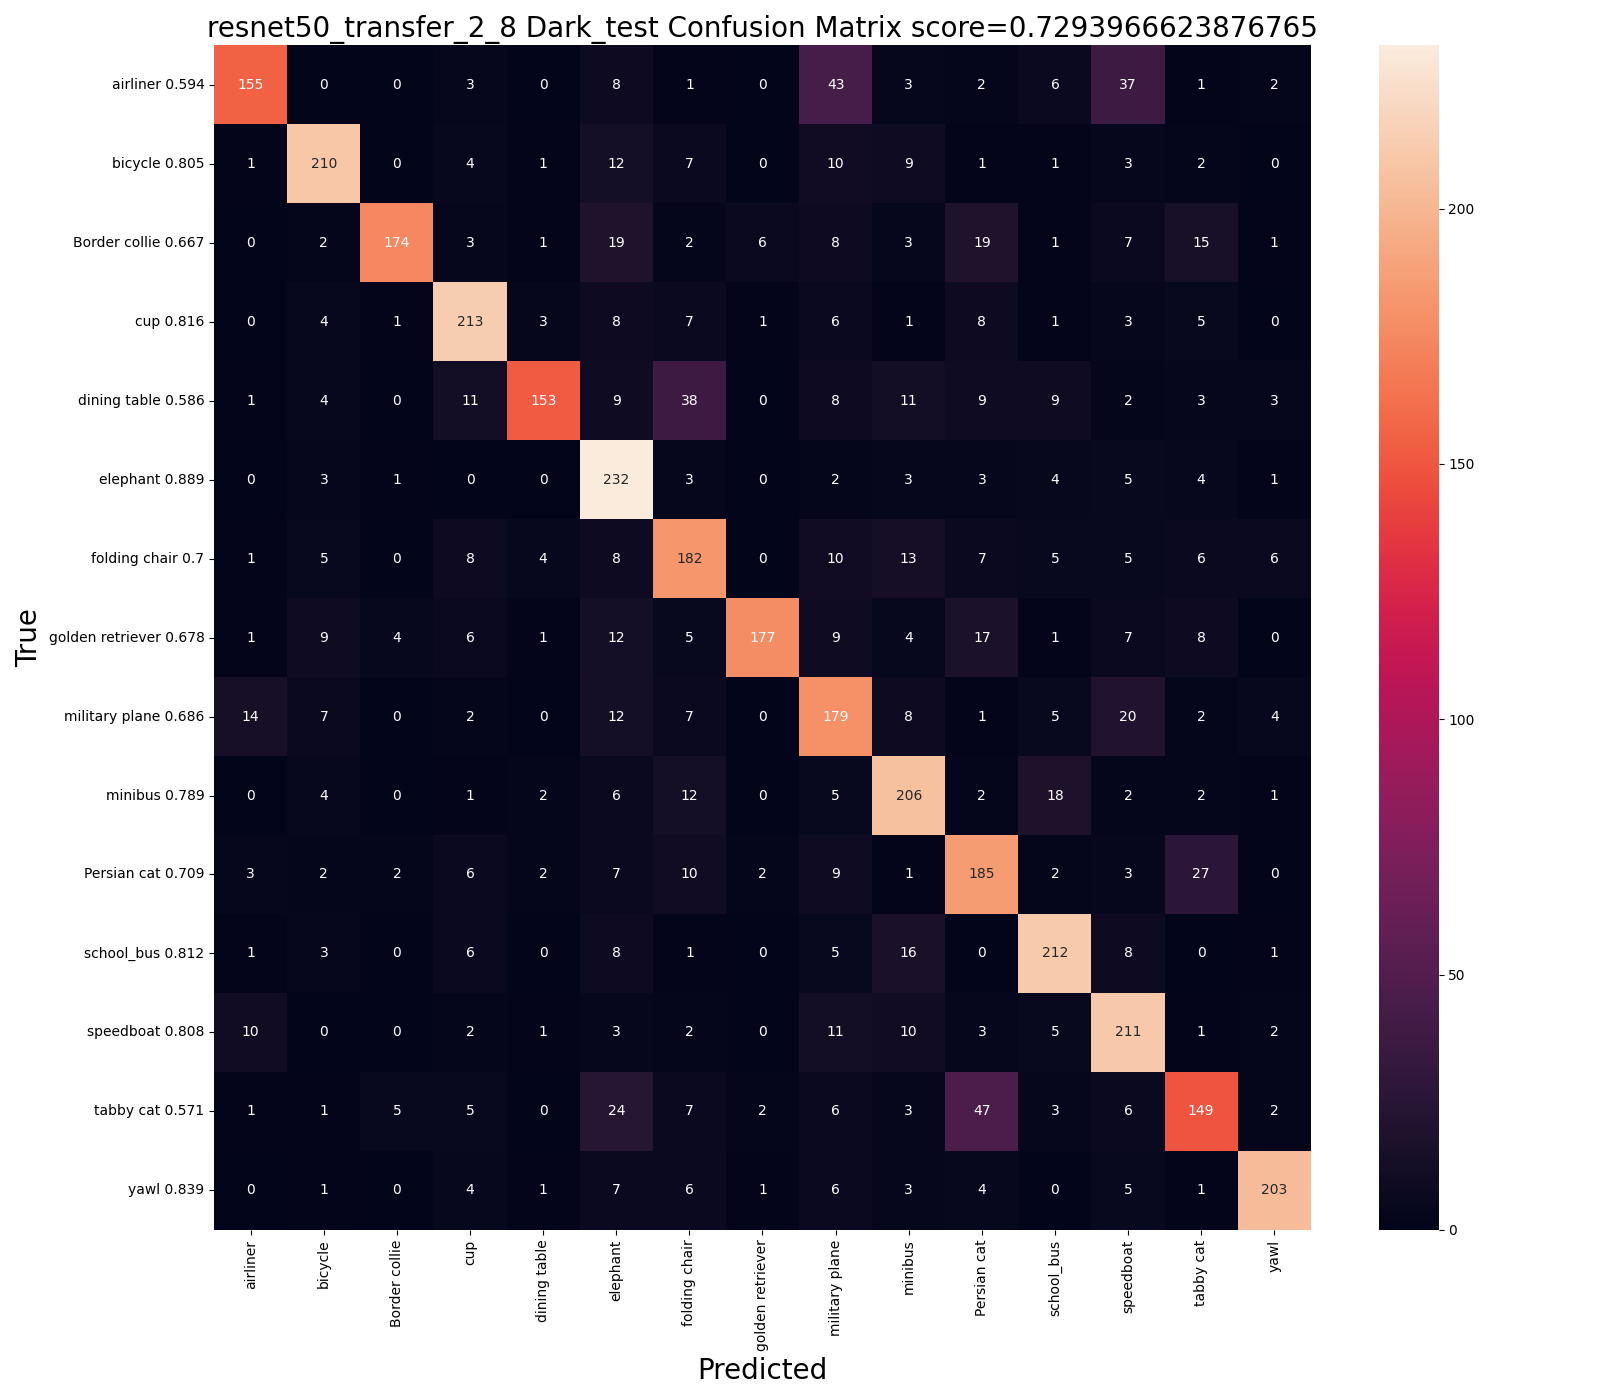 resnet50_transfer_2_8 Dark_test Confusion Matrix score=0.7293966623876765
airliner 0.594 155 0 0 3 0 8 1 0 43 3 2 6 37 1 2
bicycle 0.805 1 210 0 4 1 12 7 0 10 9 1 1 3 2 0
200
Border collie 0.667 0 2 174 3 1 19 2 6 8 3 19 1 7 15 1
cup 0.816 0 4 1 213 3 8 7 1 6 1 8 1 3 5 0
dining table 0.586 1 4 0 11 153 9 38 0 8 11 9 9 2 3 3
150
elephant 0.889 0 3 1 0 0 232 3 0 2 3 3 4 5 4 1
folding chair 0.7 1 5 0 8 4 8 182 0 10 13 7 5 5 6 6
True
golden retriever 0.678 1 9 4 6 1 12 5 177 9 4 17 1 7 8 0
military plane 0.686 14 7 0 2 0 12 7 0 179 8 1 5 20 2 4
100
minibus 0.789 0 4 0 1 2 6 12 0 5 206 2 18 2 2 1
Persian cat 0.709 3 2 2 6 2 7 10 2 9 1 185 2 3 27 0
school_bus 0.812 1 3 0 6 0 8 1 0 5 16 0 212 8 0 1
50
speedboat 0.808 10 0 0 2 1 3 2 0 11 10 3 5 211 1 2
tabby cat 0.571 1 1 5 5 0 24 7 2 6 3 47 3 6 149 2
yawl 0.839 0 1 0 4 1 7 6 1 6 3 4 0 5 1 203
0
airliner bicycle Border collie cup dining table elephant folding chair golden retriever military plane minibus Persian cat school_bus speedboat tabby cat yawl
Predicted